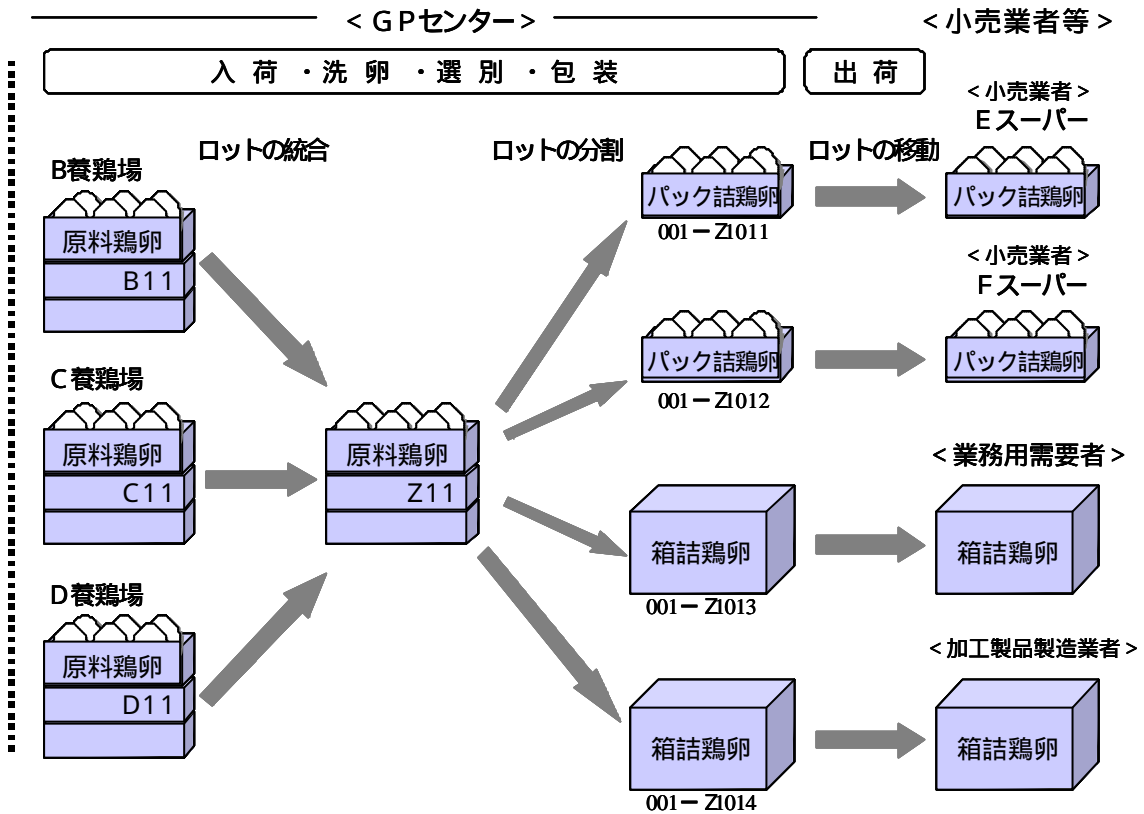 ＜ＧＰセンター＞
＜小売業者等＞
入荷・洗卵・選別・包装
出荷
ロットの統合
ロットの分割
ロットの移動
B養鶏場
原料鶏卵
B11
C養鶏場
原料鶏卵
C11
D養鶏場
原料鶏卵
D11
原料鶏卵
Z11
パック詰鶏卵
001－Z1011
パック詰鶏卵
001－Z1012
箱詰鶏卵
001－Z1013
箱詰鶏卵
001－Z1014
＜小売業者＞
Eスーパー
パック詰鶏卵
＜小売業者＞
Fスーパー
パック詰鶏卵
＜業務用需要者＞
箱詰鶏卵
＜加工製品製造業者＞
箱詰鶏卵